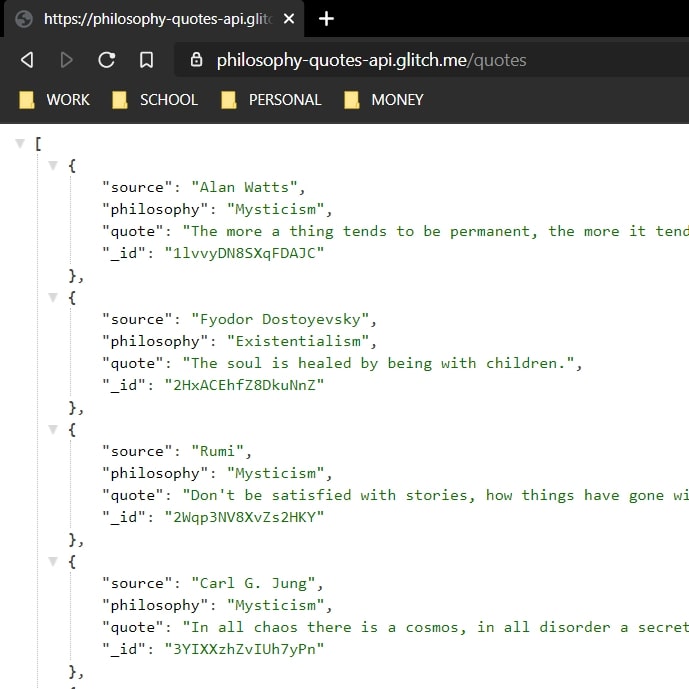 https://philosophy-quotes-api.glitc
philosophy-quotes-api.glitch.me/quotes
WORK SCHOOL PERSONAL MONEY
[
{
"source": "Alan Watts",
"philosophy": "Mysticism",
"quote": "The more a thing tends to be permanent, the more it tend
"_id": "1lvvyDN8SXqFDAJC"
},
{
"source": "Fyodor Dostoyevsky",
"philosophy": "Existentialism",
"quote": "The soul is healed by being with children.",
"_id": "2HxACEhfZ8DkuNnZ"
},
{
"source": "Rumi",
"philosophy": "Mysticism",
"quote": "Don't be satisfied with stories, how things have gone wi
"_id": "2Wqp3NV8XvZs2HKY"
},
{
"source": "Carl G. Jung",
"philosophy": "Mysticism",
"quote": "In all chaos there is a cosmos, in all disorder a secret
"_id": "3YIXXzhZvIUh7yPn"
},